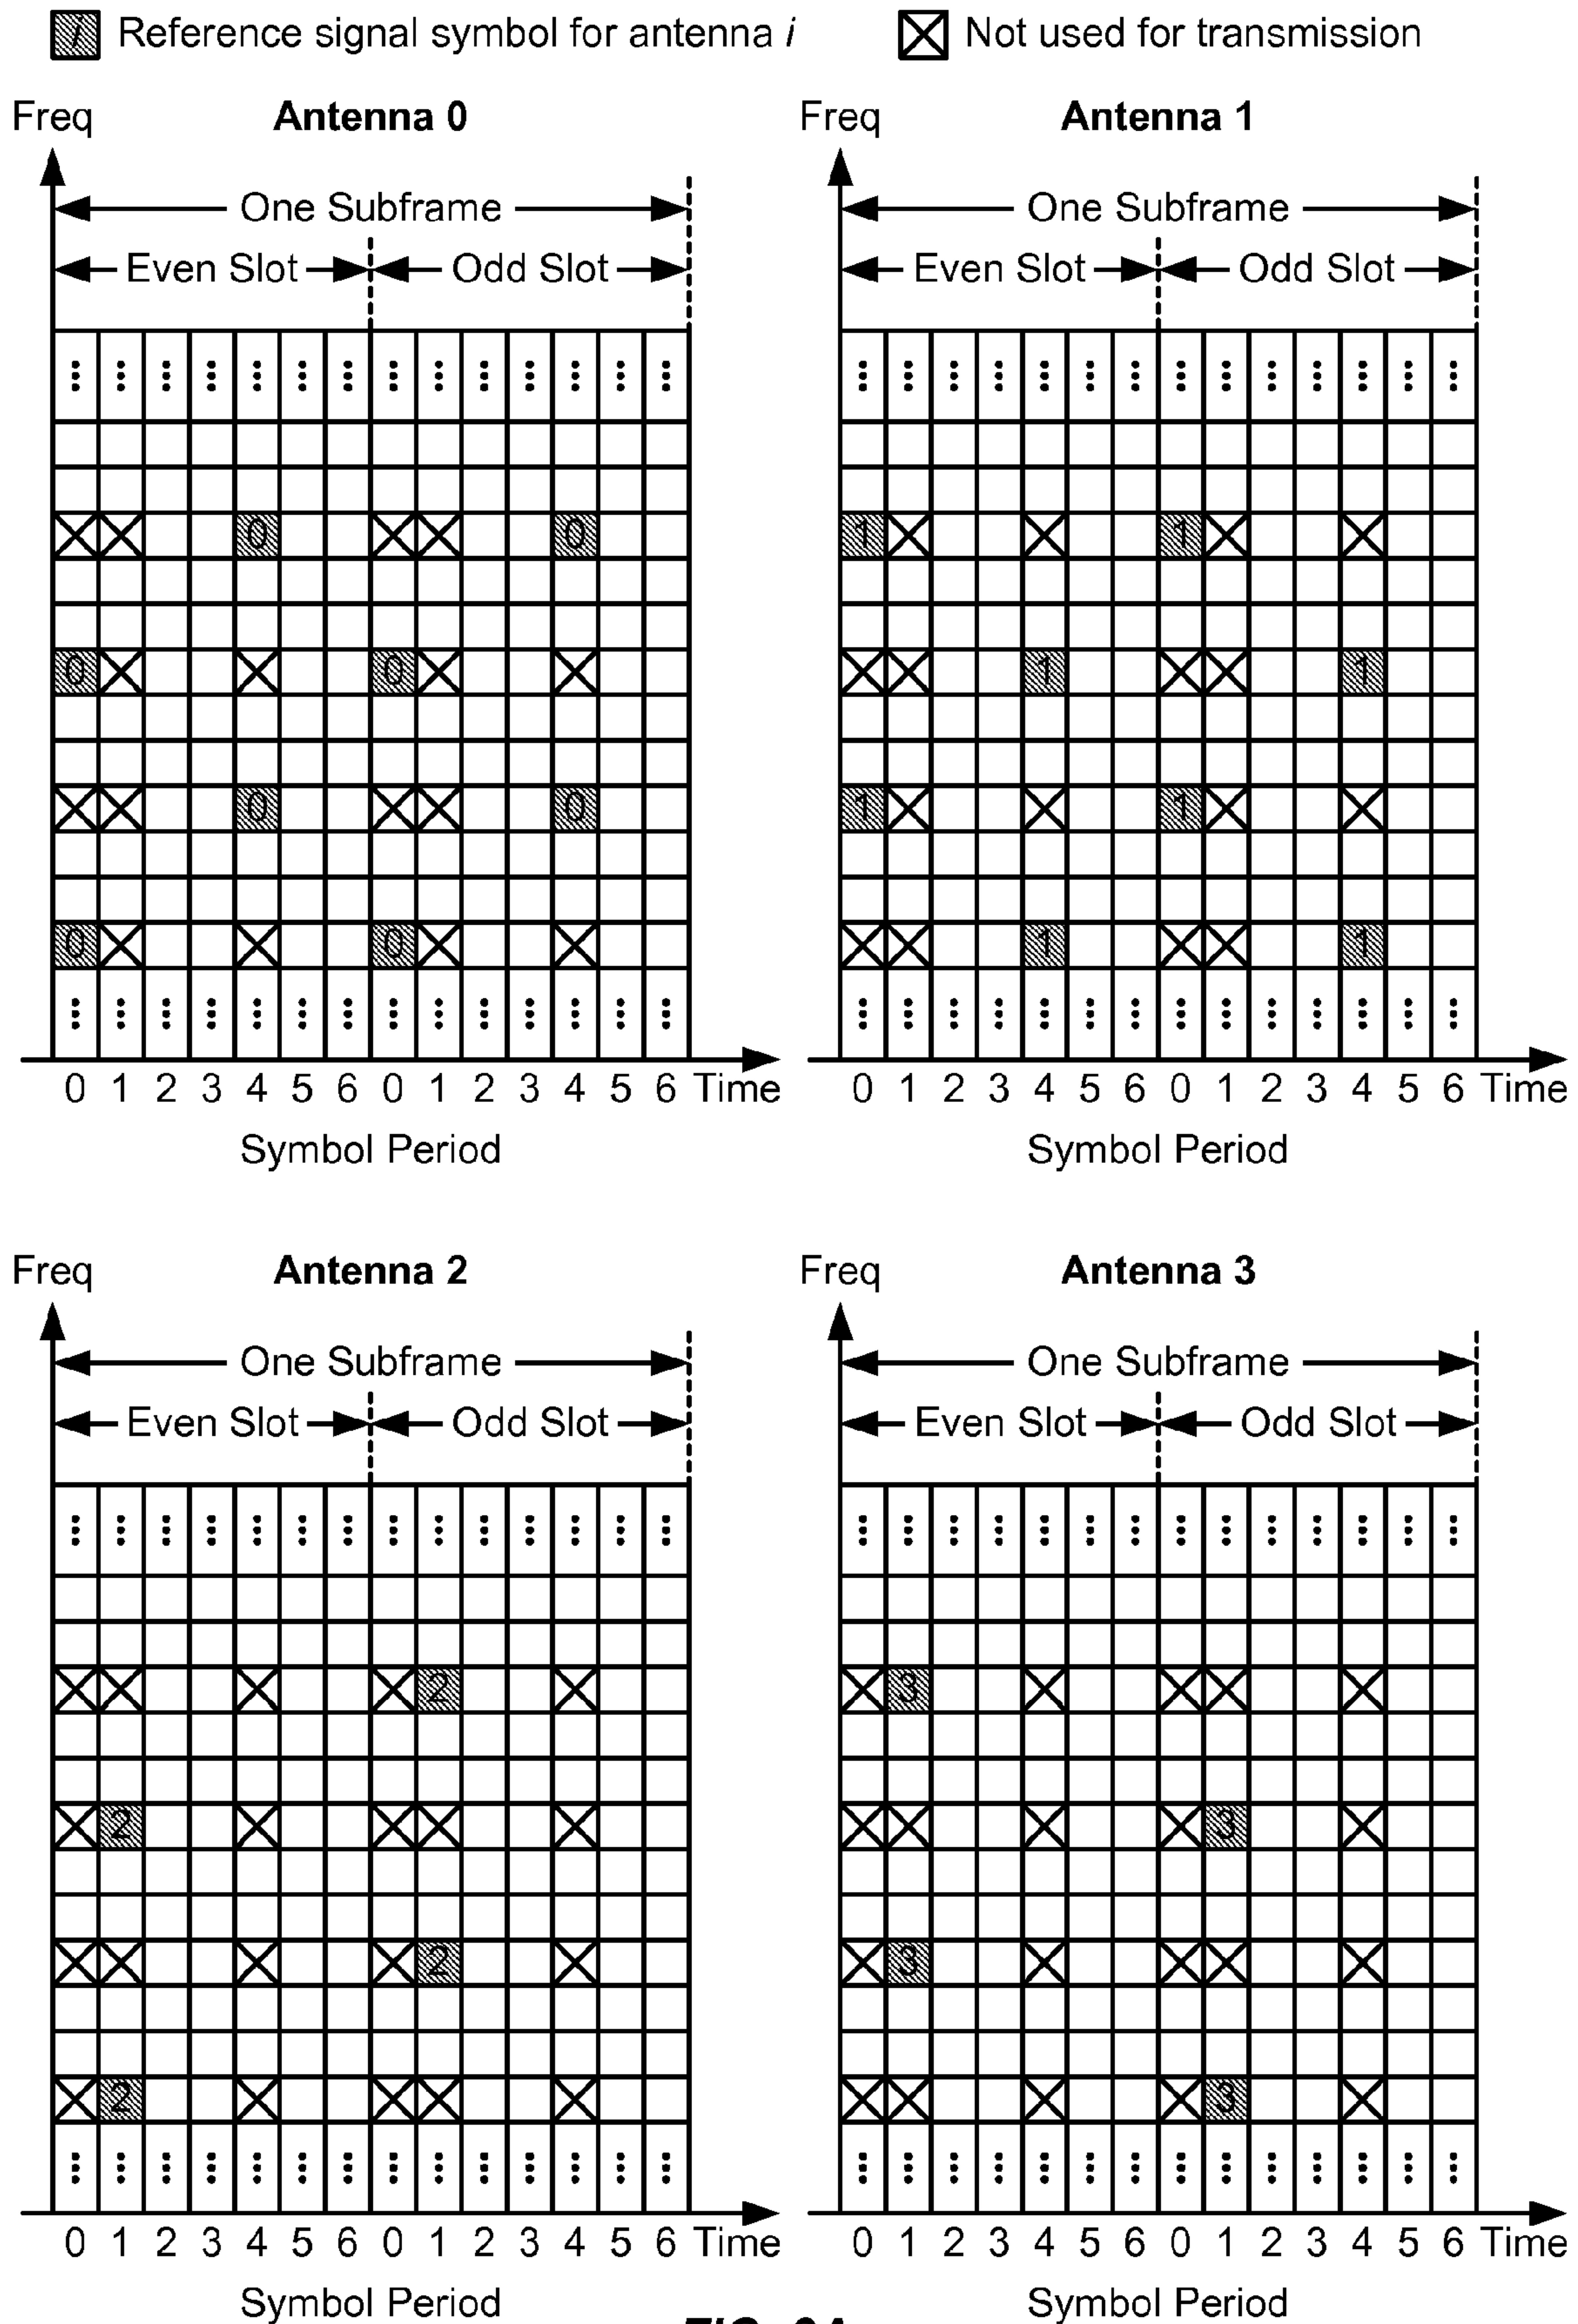 i Reference signal symbol for antenna i Not used for transmission
Freq Antenna 0 Freq Antenna 1
One Subframe One Subframe
Even Slot Odd Slot Even Slot Odd Slot
0 0 1 1
0 0 1 1
0 0 1 1
0 0 1 1
0 1 2 3 4 5 6 0 1 2 3 4 5 6 Time 0 1 2 3 4 5 6 0 1 2 3 4 5 6 Time
Symbol Period Symbol Period
Freq Antenna 2 Freq Antenna 3
One Subframe One Subframe
Even Slot Odd Slot Even Slot Odd Slot
2 3
2 3
2 3
2 3
0 1 2 3 4 5 6 0 1 2 3 4 5 6 Time 0 1 2 3 4 5 6 0 1 2 3 4 5 6 Time
Symbol Period Symbol Period